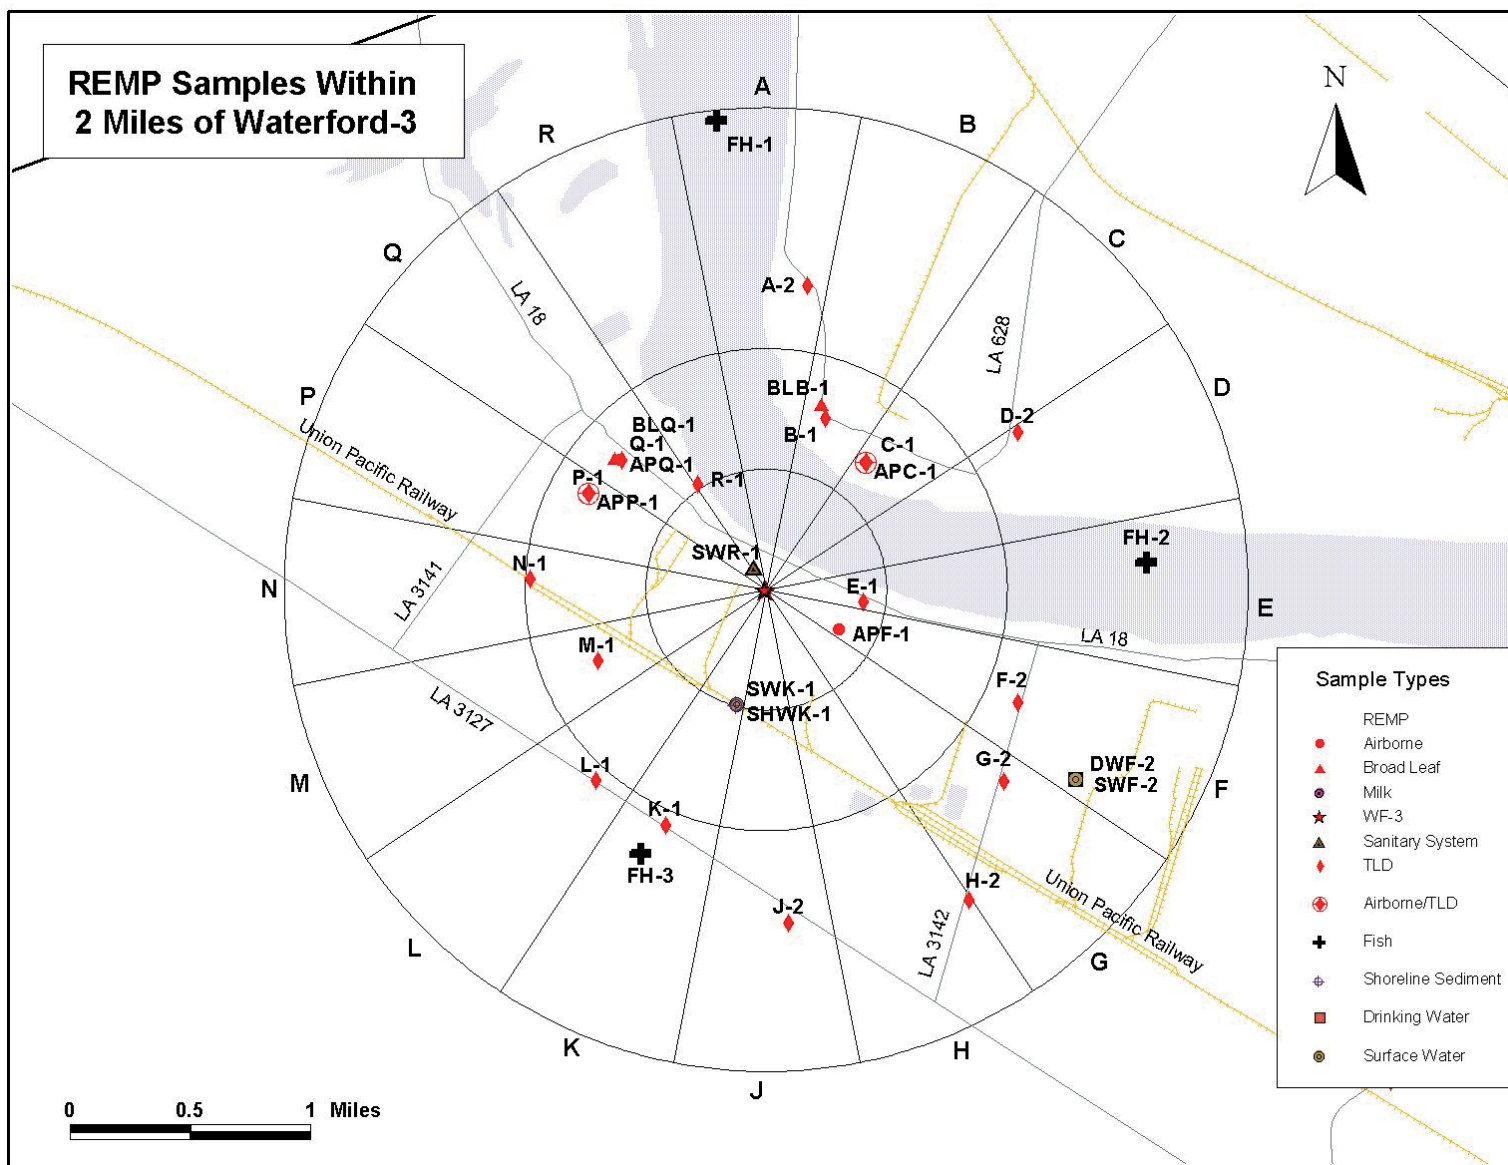 REMP Samples Within
2 Miles of Waterford-3
N
A
B
C
D
E
F
G
H
J
K
L
M
N
P
Q
R
FH-1
A-2
LA 18
LA 628
BLB-1
B-1
D-2
C-1
APC-1
BLQ-1
Q-1
APQ-1
P-1
APP-1
R-1
Union Pacific Railway
FH-2
SWR-1
N-1
E-1
APF-1
LA 3141
LA 18
M-1
F-2
SWK-1
SHWK-1
LA 3127
G-2
DWF-2
SWF-2
L-1
K-1
FH-3
H-2
J-2
Union Pacific Railway
LA 3142
Sample Types
REMP
Airborne
Broad Leaf
Milk
WF-3
Sanitary System
TLD
Airborne/TLD
Fish
Shoreline Sediment
Drinking Water
Surface Water
0 0.5 1 Miles